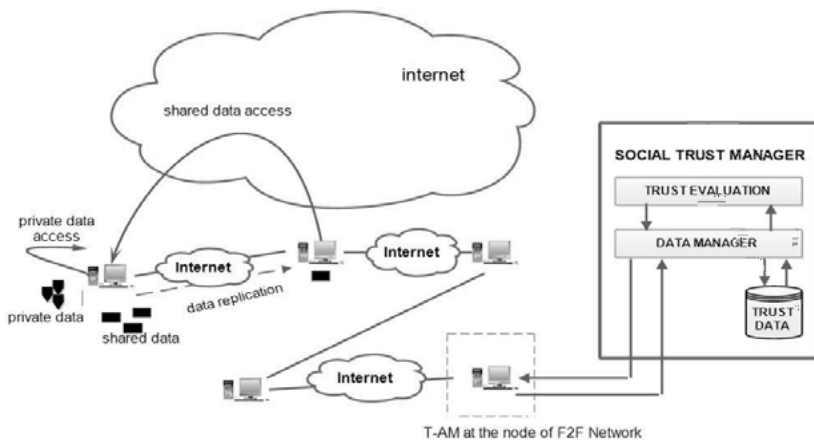 internet
shared data access
SOCIAL TRUST MANAGER
TRUST EVALUATION
private data
access
DATA MANAGER
Internet
Internet
data replication
private data
shared data
TRUST
DATA
Internet
T-AM at the node of F2F Network